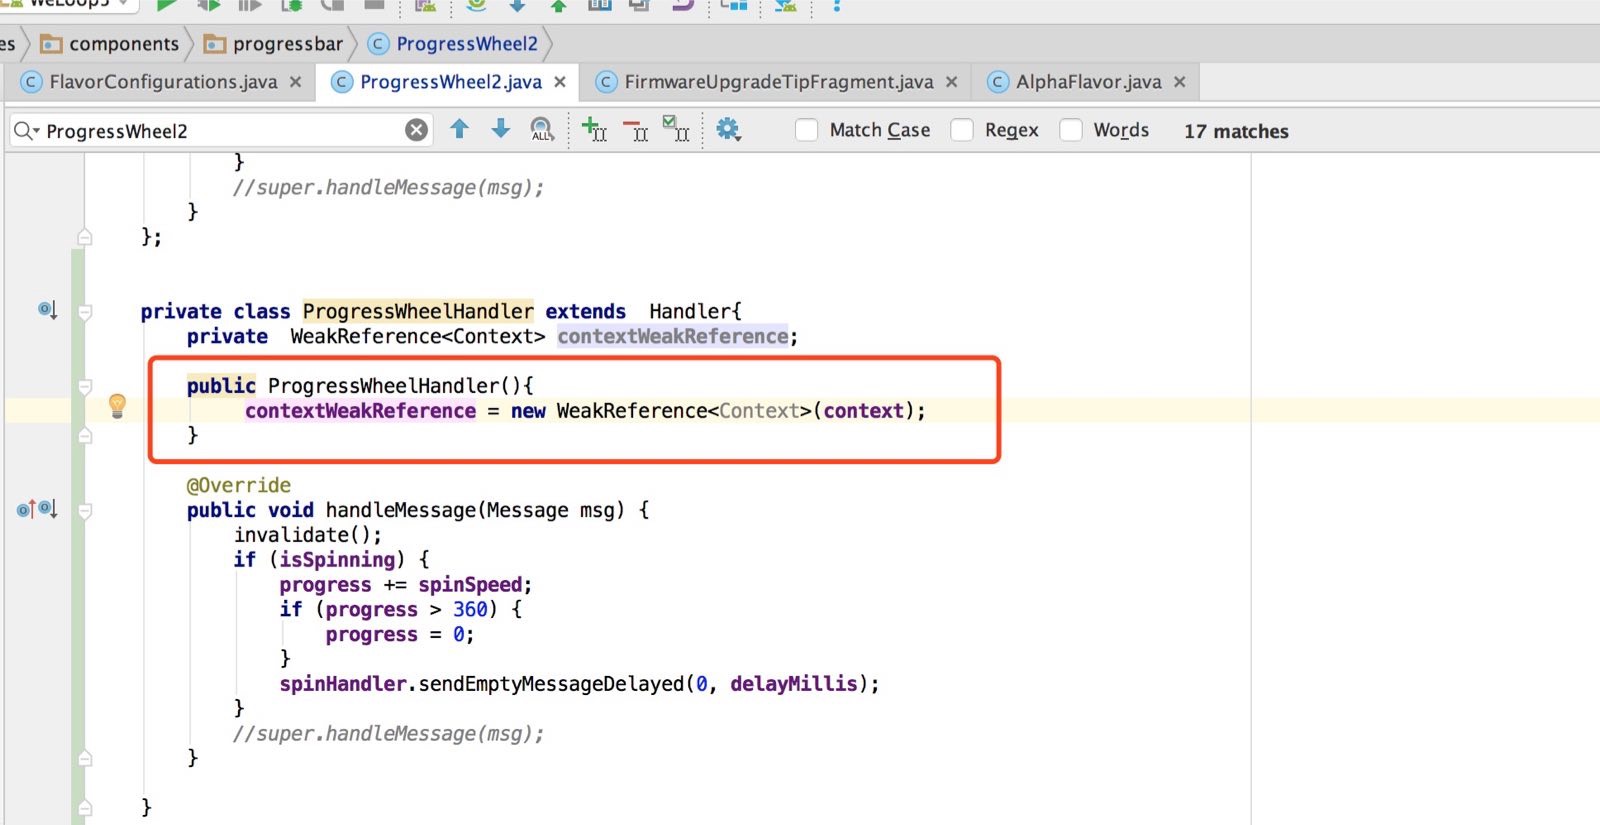 es components progressbar ProgressWheel2
FlavorConfigurations.java ProgressWheel2.java FirmwareUpgradeTipFragment.java AlphaFlavor.java
ProgressWheel2 ALL Match Case Regex Words 17 matches
}
//super.handleMessage(msg);
}
};
private class ProgressWheelHandler extends  Handler{
private  WeakReference<Context> contextWeakReference;
public ProgressWheelHandler(){
contextWeakReference = new WeakReference<Context>(context);
}
@Override
public void handleMessage(Message msg) {
invalidate();
if (isSpinning) {
progress += spinSpeed;
if (progress > 360) {
progress = 0;
}
spinHandler.sendEmptyMessageDelayed(0, delayMillis);
}
//super.handleMessage(msg);
}
}